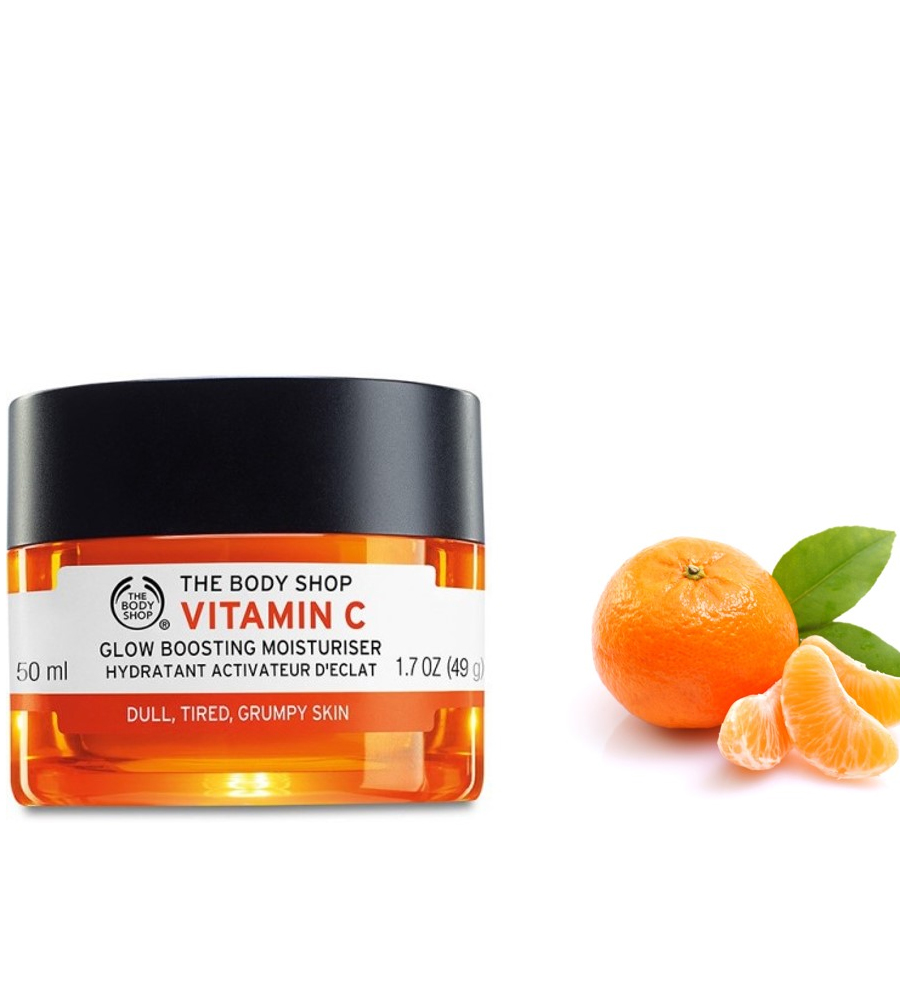 THE BODY SHOP
THE
BODY
SHOP
®
VITAMIN C
GLOW BOOSTING MOISTURISER
HYDRATANT ACTIVATEUR D'ECLAT
50 ml
1.7 OZ (49 g)
DULL, TIRED, GRUMPY SKIN